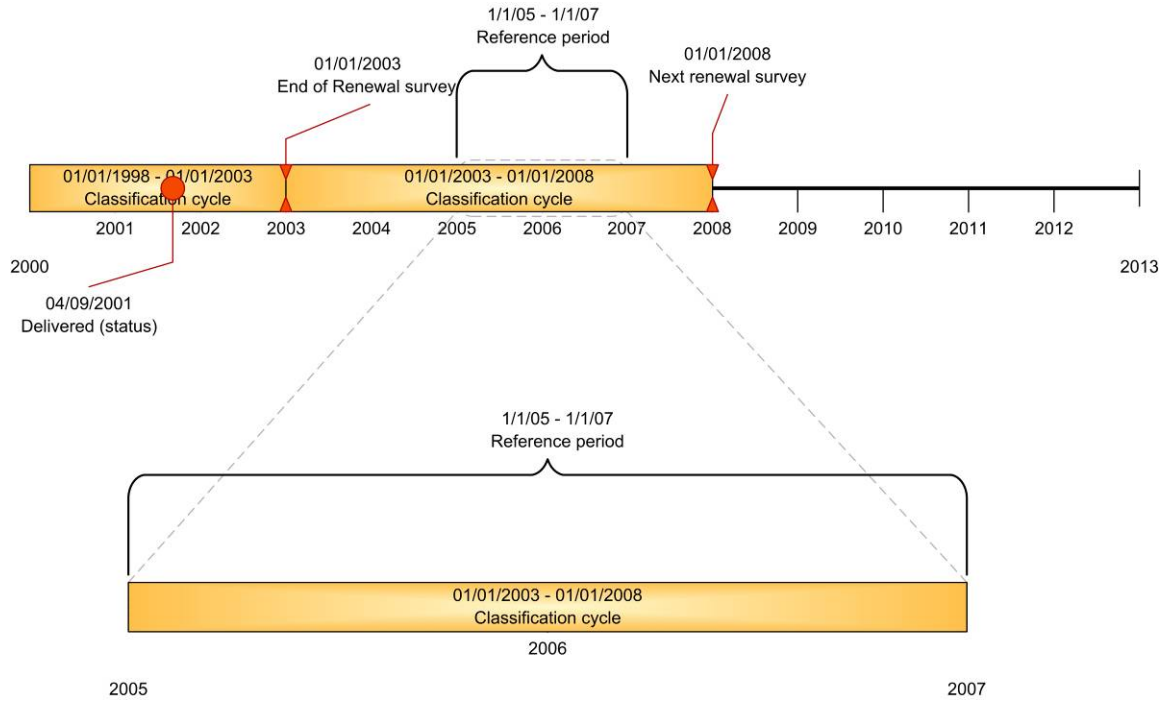 1/1/05 - 1/1/07
Reference period
01/01/2003
End of Renewal survey
01/01/2008
Next renewal survey
01/01/1998 - 01/01/2003
Classification cycle
01/01/2003 - 01/01/2008
Classification cycle
2001
2002
2003
2004
2005
2006
2007
2008
2009
2010
2011
2012
2000
2013
04/09/2001
Delivered (status)
1/1/05 - 1/1/07
Reference period
01/01/2003 - 01/01/2008
Classification cycle
2006
2005
2007